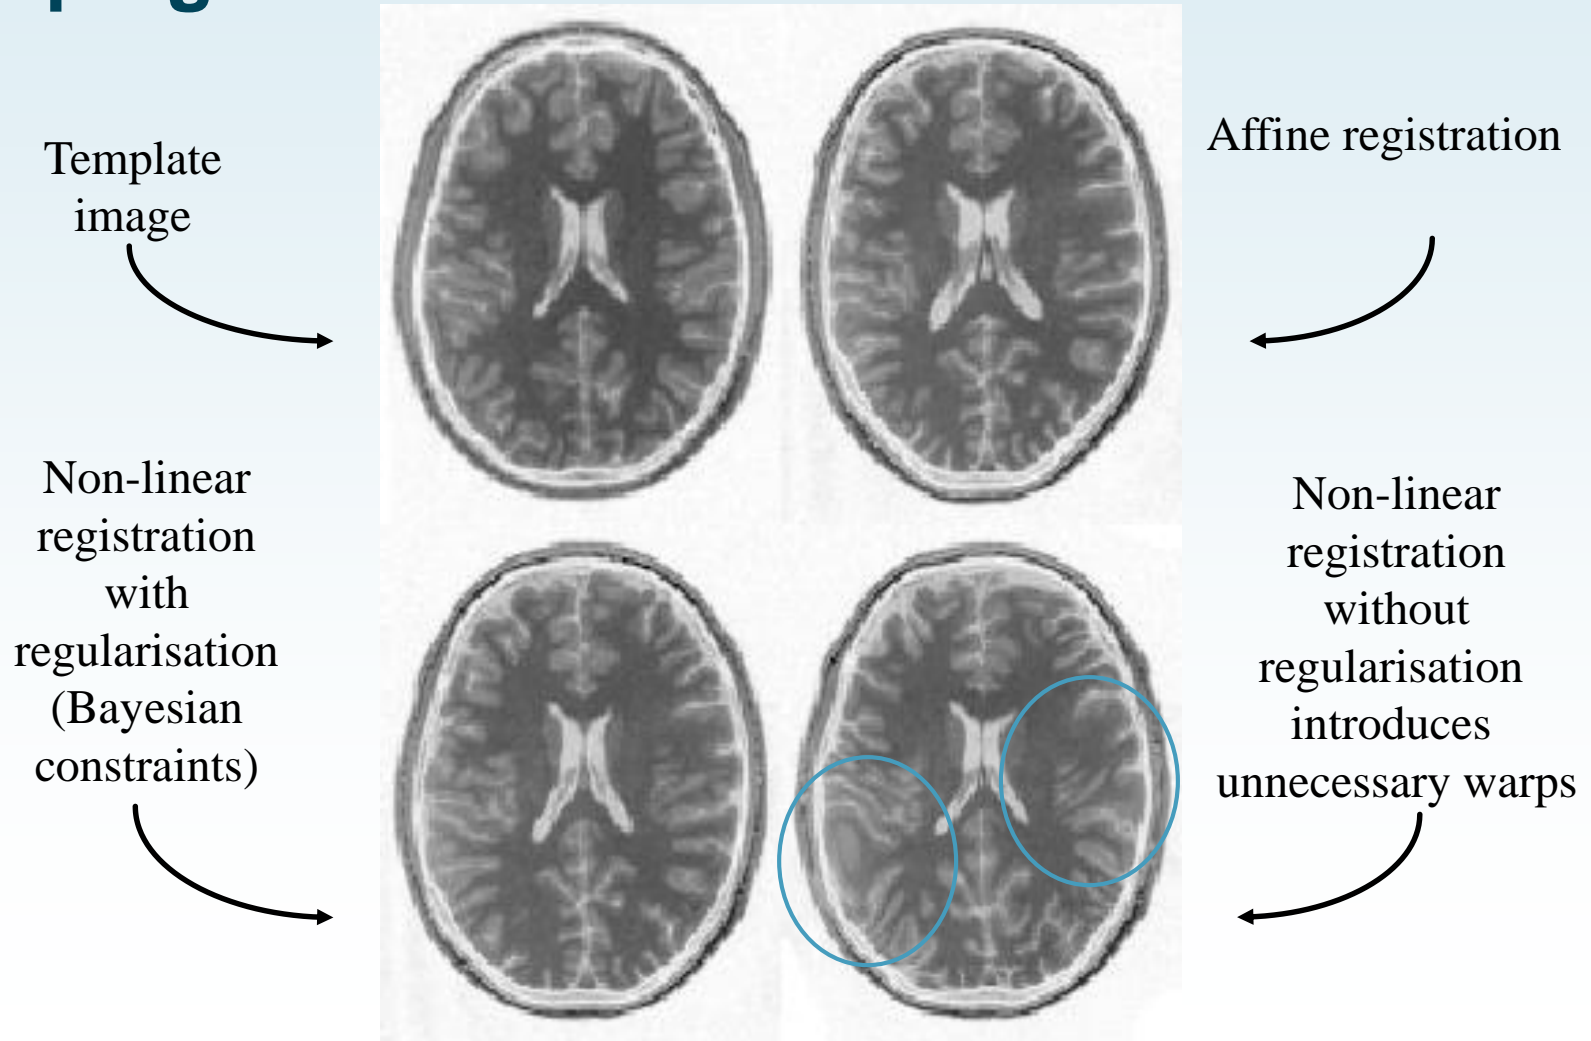 Template
image
Affine registration
Non-linear
registration
with
regularisation
(Bayesian
constraints)
Non-linear
registration
without
regularisation
introduces
unnecessary warps